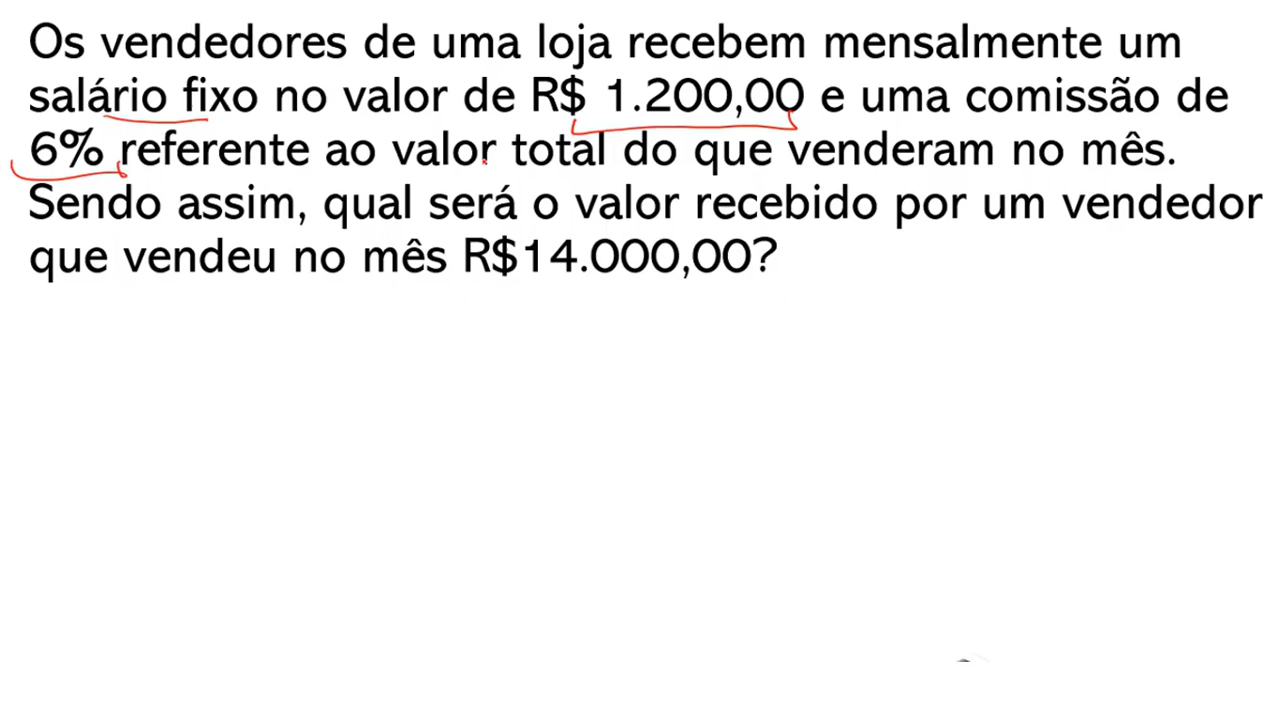 Os vendedores de uma loja recebem mensalmente um
salário fixo no valor de R$ 1.200,00 e uma comissão de
6% referente ao valor total do que venderam no mês.
Sendo assim, qual será o valor recebido por um vendedor
que vendeu no mês R$14.000,00?